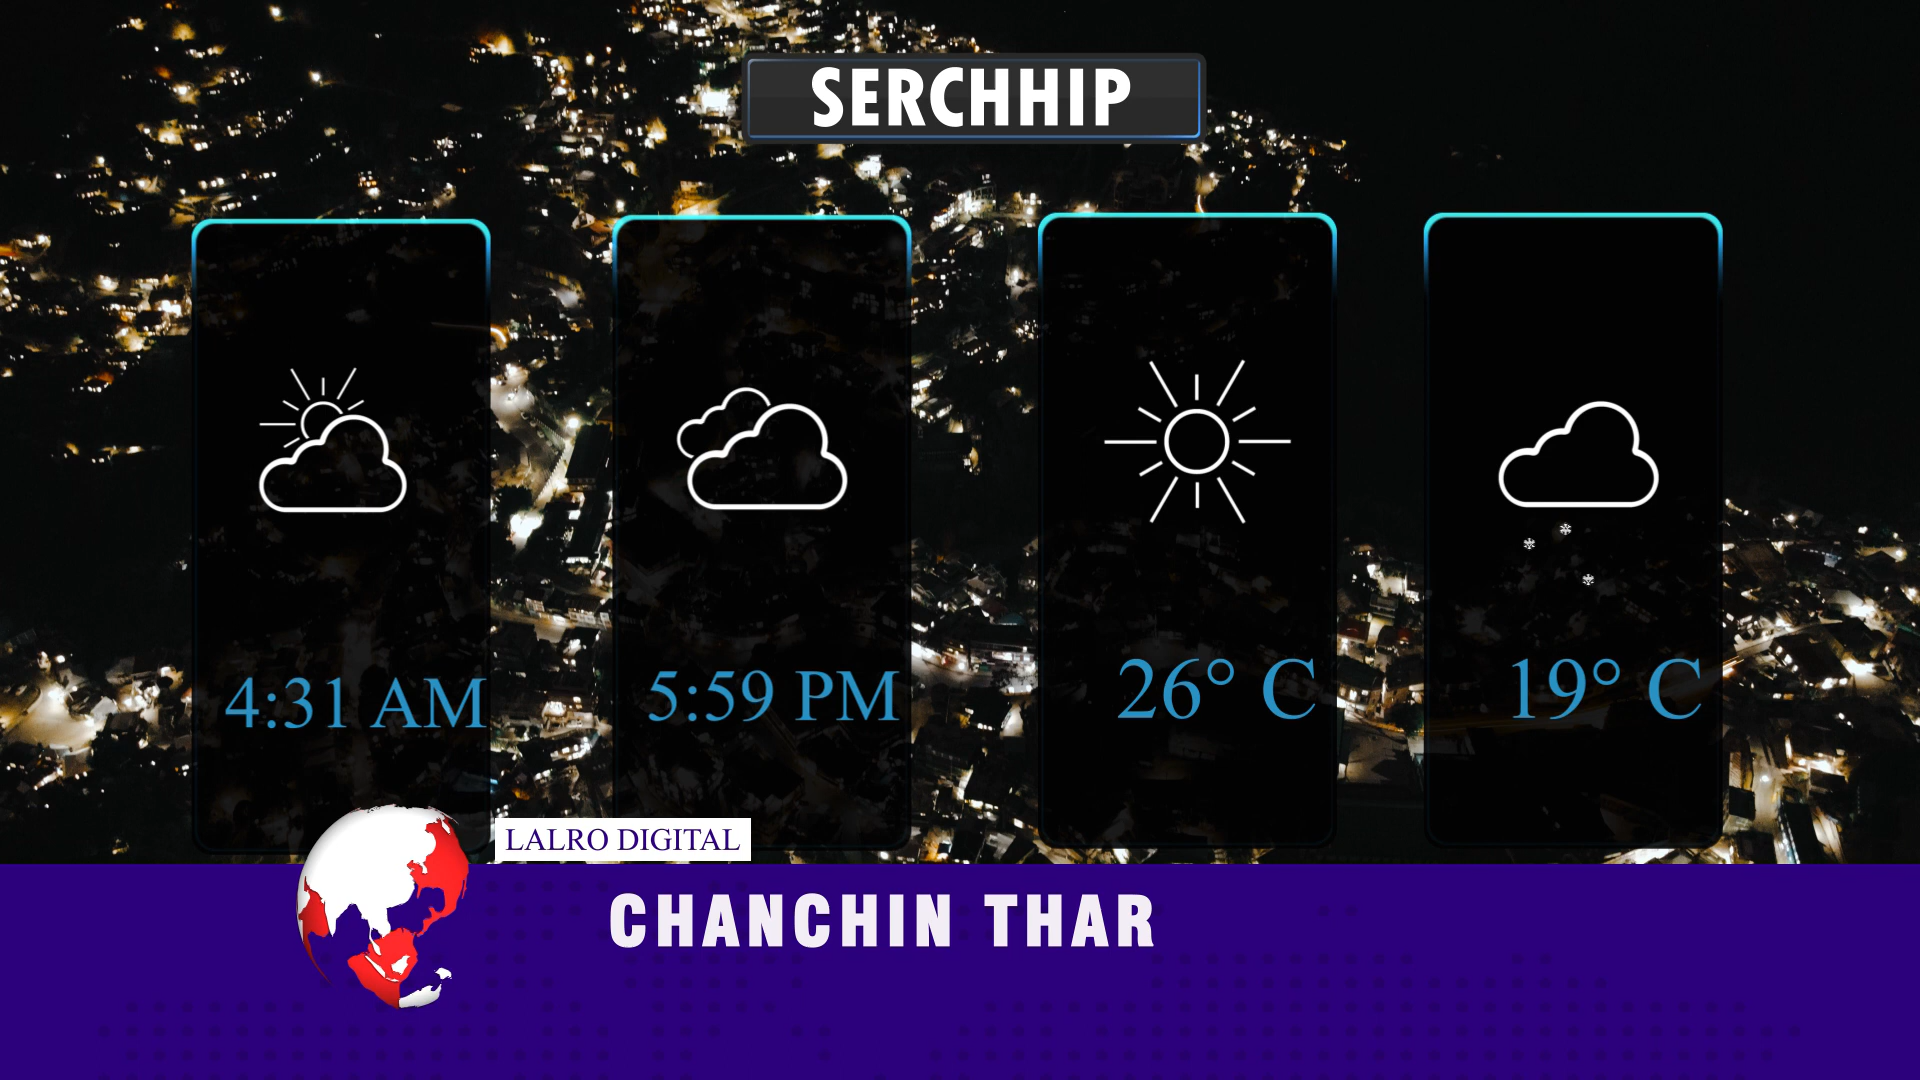 SERCHHIP
4:31 AM
5:59 PM
26° C
19° C
LALRO DIGITAL
CHANCHIN THAR